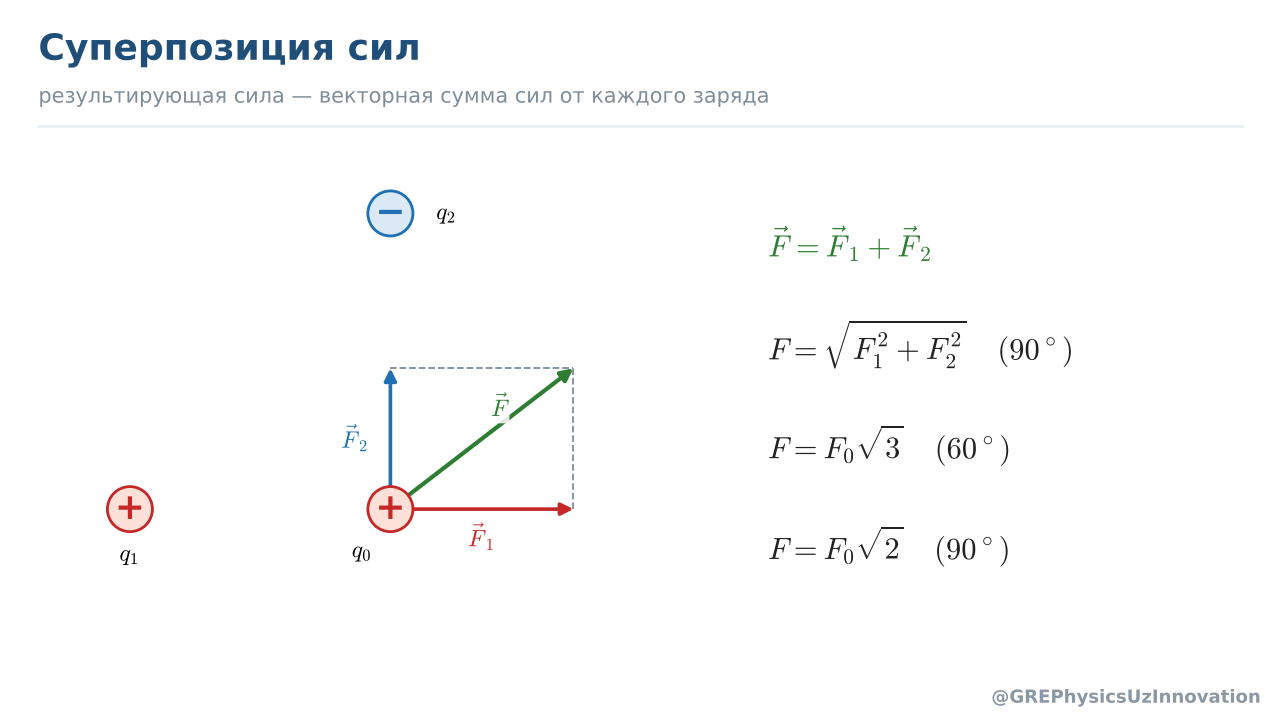 Суперпозиция сил
результирующая сила — векторная сумма сил от каждого заряда
q₂
F⃗ = F⃗₁ + F⃗₂
F = √(F₁² + F₂²) (90°)
F⃗
F⃗₂
F = F₀√3 (60°)
F⃗₁
q₁
q₀
F = F₀√2 (90°)
@GREPhysicsUzInnovation